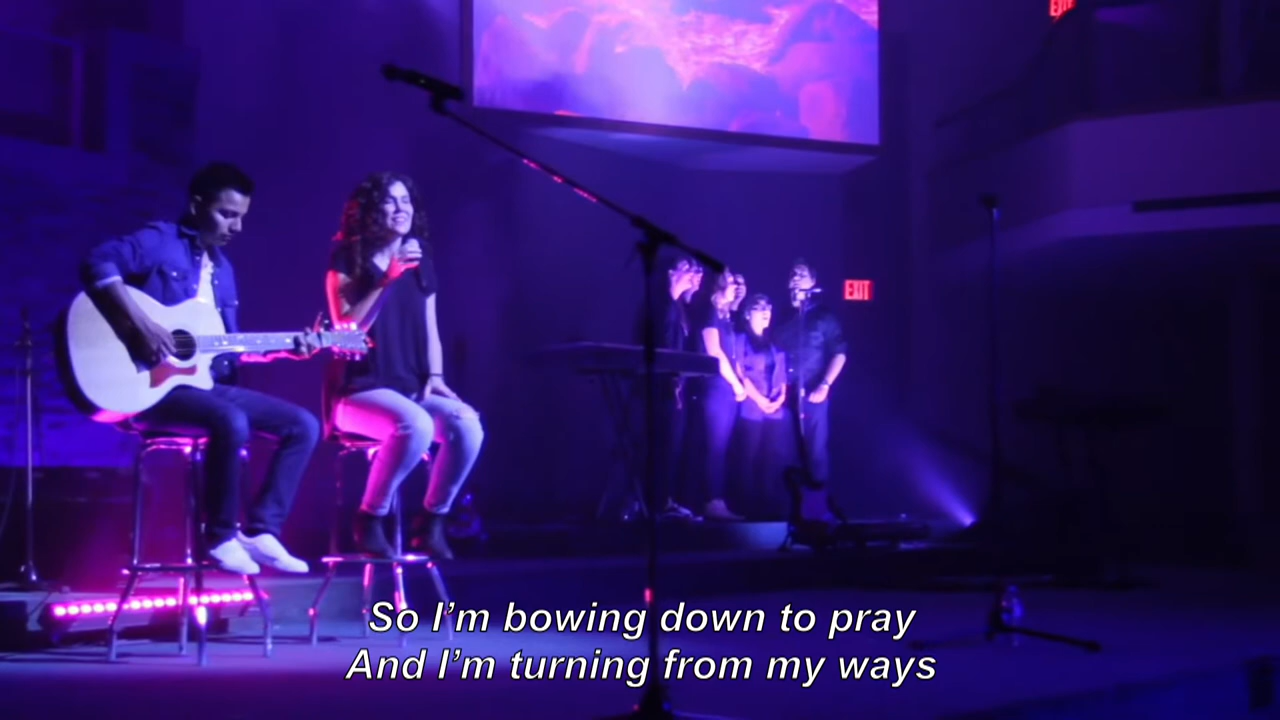 EXIT
EXIT
So I’m bowing down to pray
And I’m turning from my ways